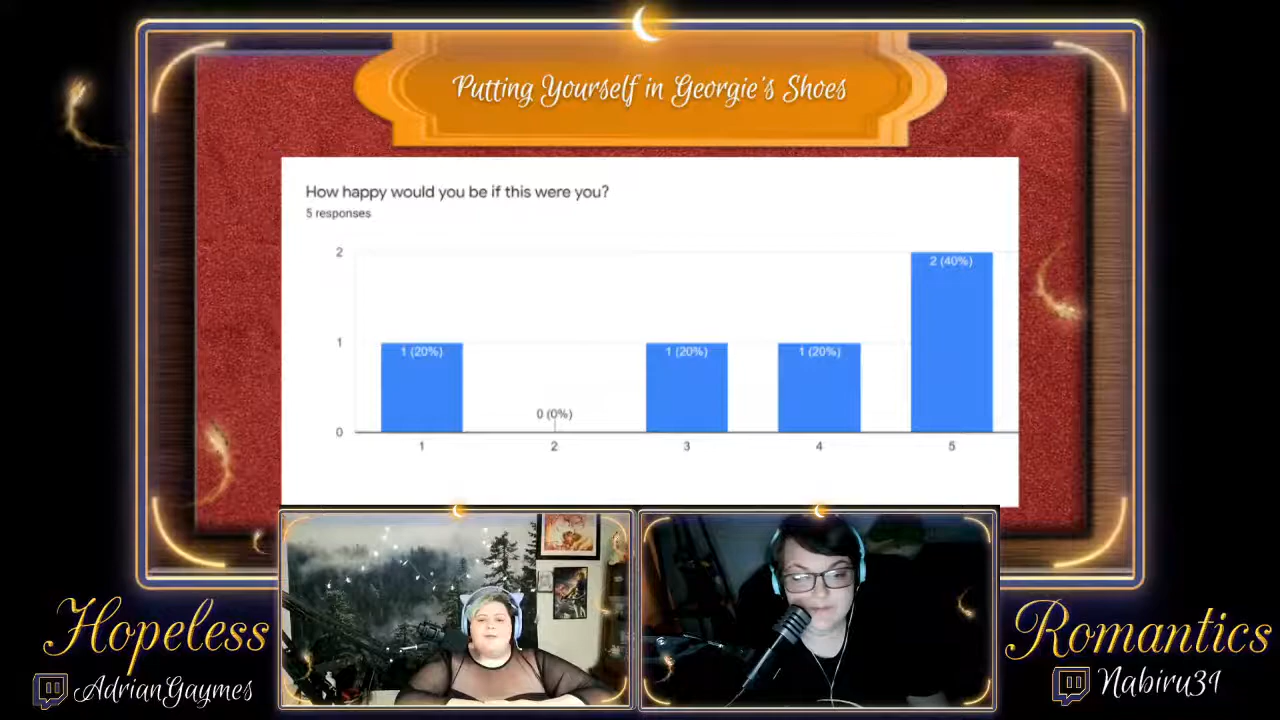 Putting Yourself in Georgie's Shoes
How happy would you be if this were you?
5 responses
2
2 (40%)
1
1 (20%)
1 (20%)
1 (20%)
0 (0%)
0
1
2
3
4
5
Hopeless
AdrianGaymes
Romantics
Nabiru31